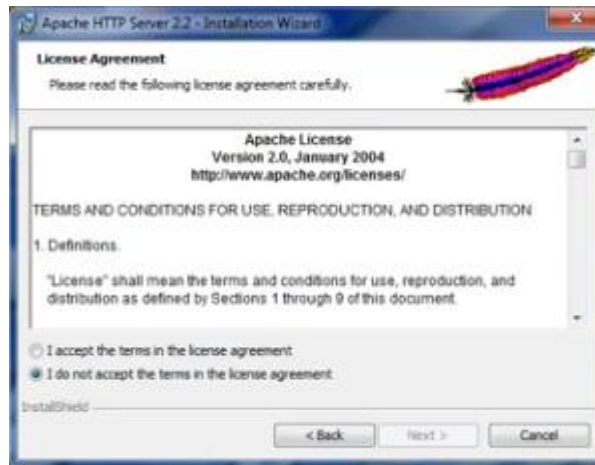 Apache HTTP Server 2.2 - Installation Wizard
License Agreement
Please read the following license agreement carefully.
Apache License
Version 2.0, January 2004
http://www.apache.org/licenses/
TERMS AND CONDITIONS FOR USE, REPRODUCTION, AND DISTRIBUTION
1. Definitions.
"License" shall mean the terms and conditions for use, reproduction, and
distribution as defined by Sections 1 through 9 of this document.
I accept the terms in the license agreement
I do not accept the terms in the license agreement
InstallShield
< Back Next > Cancel